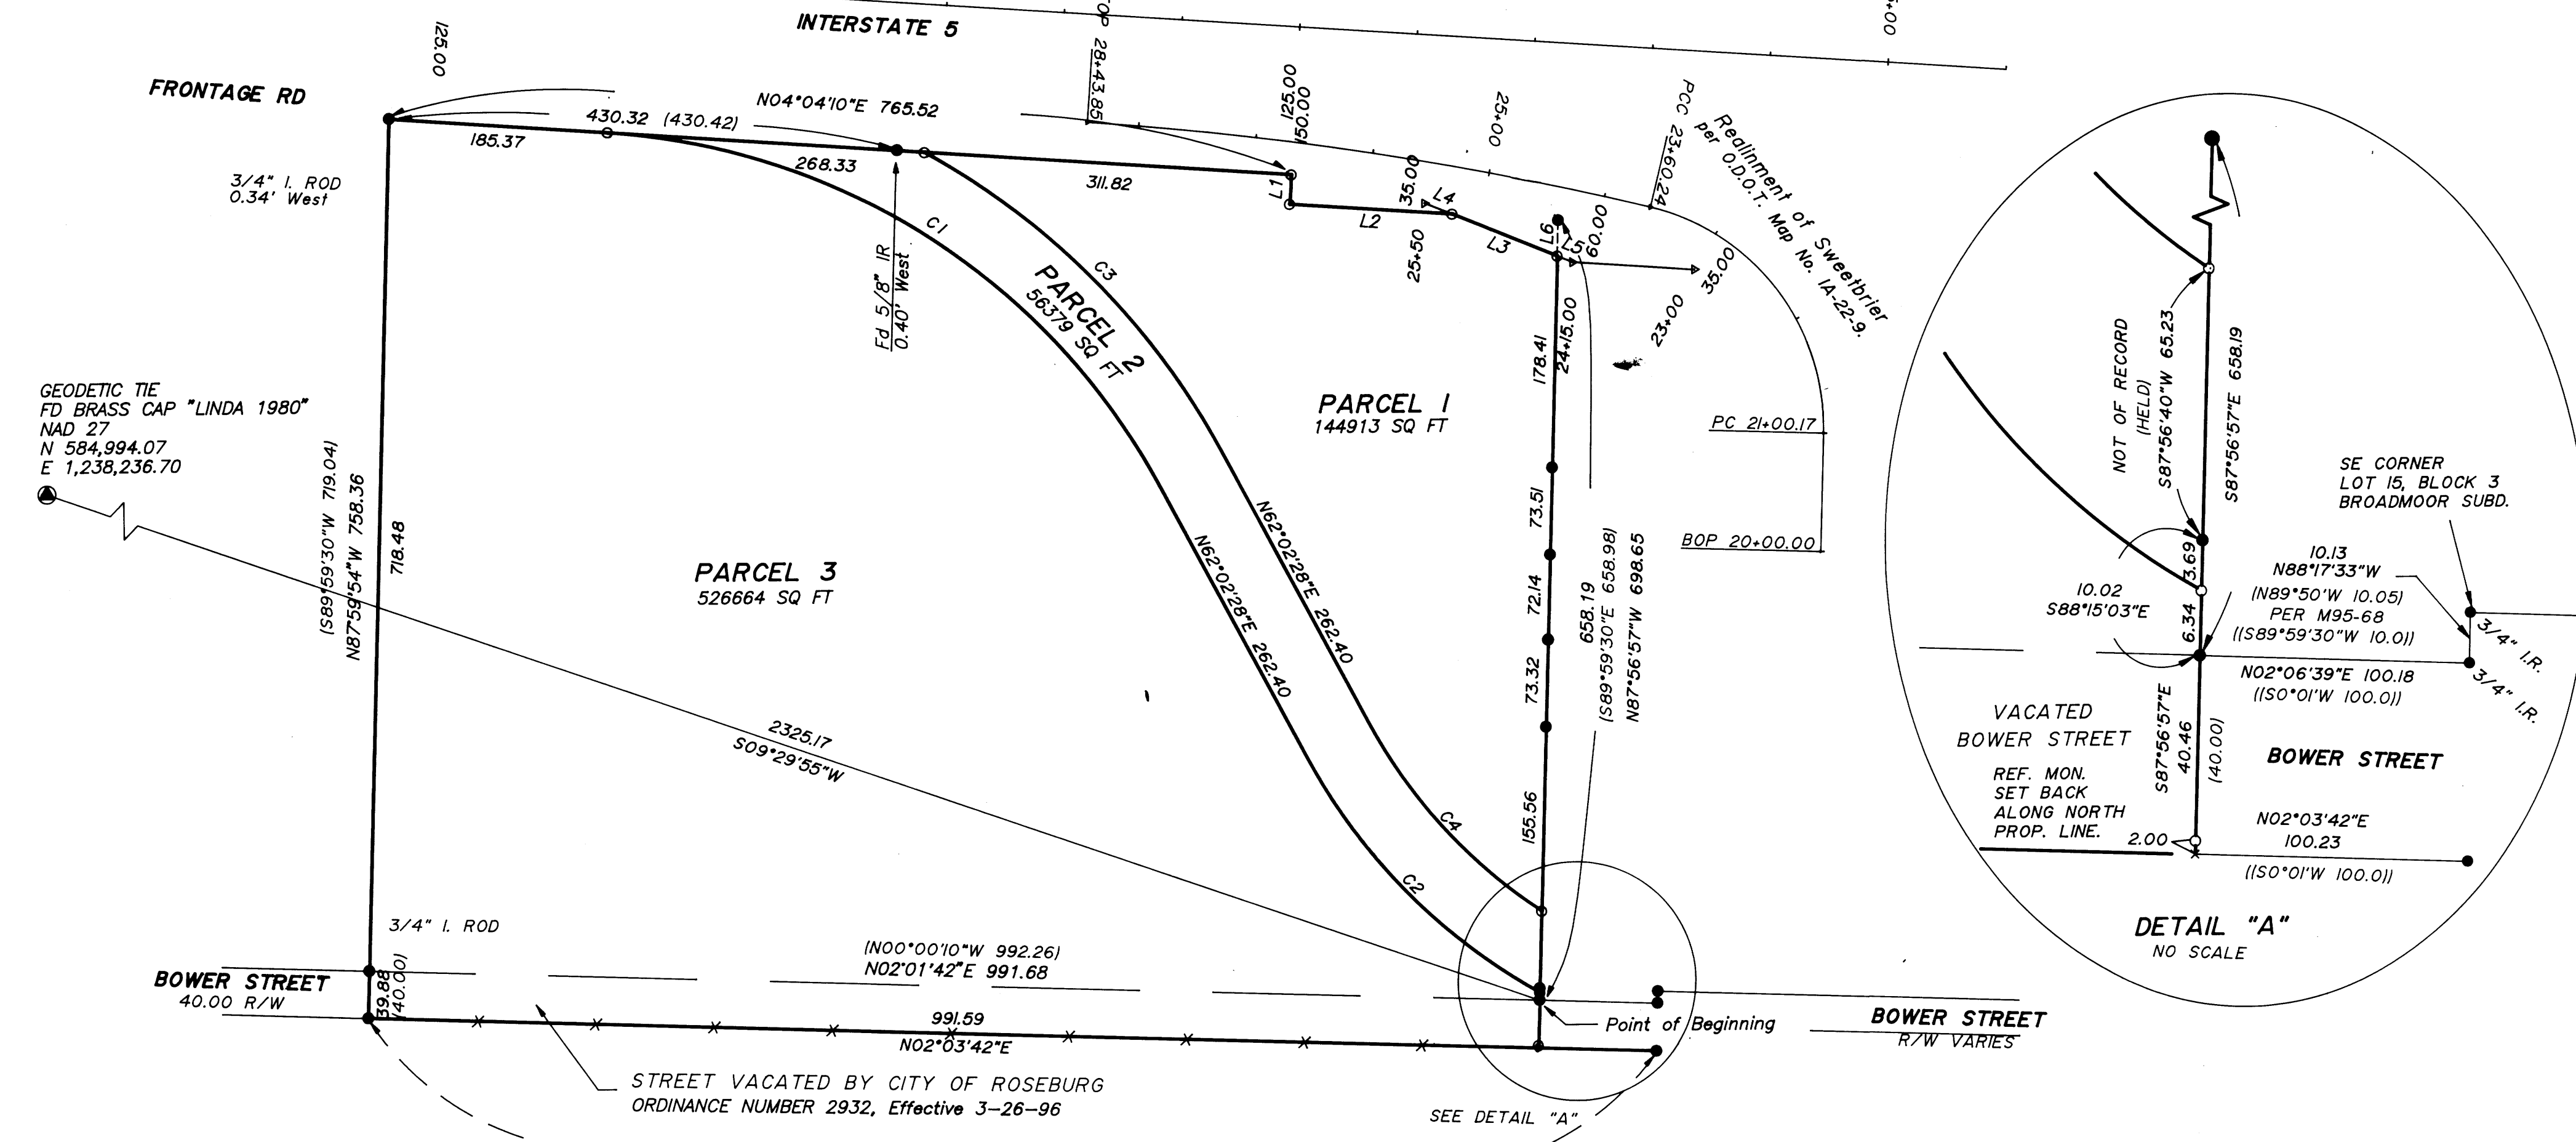 INTERSTATE 5
FRONTAGE RD
125.00
28+43.85
+00
N04°04'10"E 765.52
430.32 (430.42)
185.37
268.33
311.82
125.00
150.00
25+00
PCC 23+60.24
Realinment of Sweetbrier
per O.D.O.T. Map No. 1A-22-9.
3/4" I. ROD
0.34' West
Fd 5/8" IR
0.40' West
L1
L2
35.00
L4
L3
25+50
L6
L5
60.00
35.00
23+00
24+15.00
178.41
C1
C3
PARCEL 2
56379 SQ FT
PARCEL 1
144913 SQ FT
PC 21+00.17
BOP 20+00.00
GEODETIC TIE
FD BRASS CAP "LINDA 1980"
NAD 27
N 584,994.07
E 1,238,236.70
(S89°59'30"W 719.04)
N87°59'54"W 758.36
718.48
PARCEL 3
526664 SQ FT
N62°02'28"E 262.40
N62°02'28"E 262.40
73.51
72.14
73.32
155.56
658.19
(S89°59'30"E 658.98)
N87°56'57"W 698.65
2325.17
S09°29'55"W
C4
C2
3/4" I. ROD
39.88
(40.00)
BOWER STREET
40.00 R/W
(N00°00'10"W 992.26)
N02°01'42"E 991.68
991.59
N02°03'42"E
Point of Beginning
BOWER STREET
R/W VARIES
STREET VACATED BY CITY OF ROSEBURG
ORDINANCE NUMBER 2932, Effective 3-26-96
SEE DETAIL "A"
NOT OF RECORD
(HELD)
S87°56'40"W 65.23
S87°56'57"E 658.19
SE CORNER
LOT 15, BLOCK 3
BROADMOOR SUBD.
3.69
6.34
10.02
S88°15'03"E
10.13
N88°17'33"W
(N89°50'W 10.05)
PER M95-68
((S89°59'30"W 10.0))
3/4" I.R.
3/4" I.R.
N02°06'39"E 100.18
((S0°01'W 100.0))
VACATED
BOWER STREET
S87°56'57"E
40.46
(40.00)
BOWER STREET
REF. MON.
SET BACK
ALONG NORTH
PROP. LINE.
2.00
N02°03'42"E
100.23
((S0°01'W 100.0))
DETAIL "A"
NO SCALE